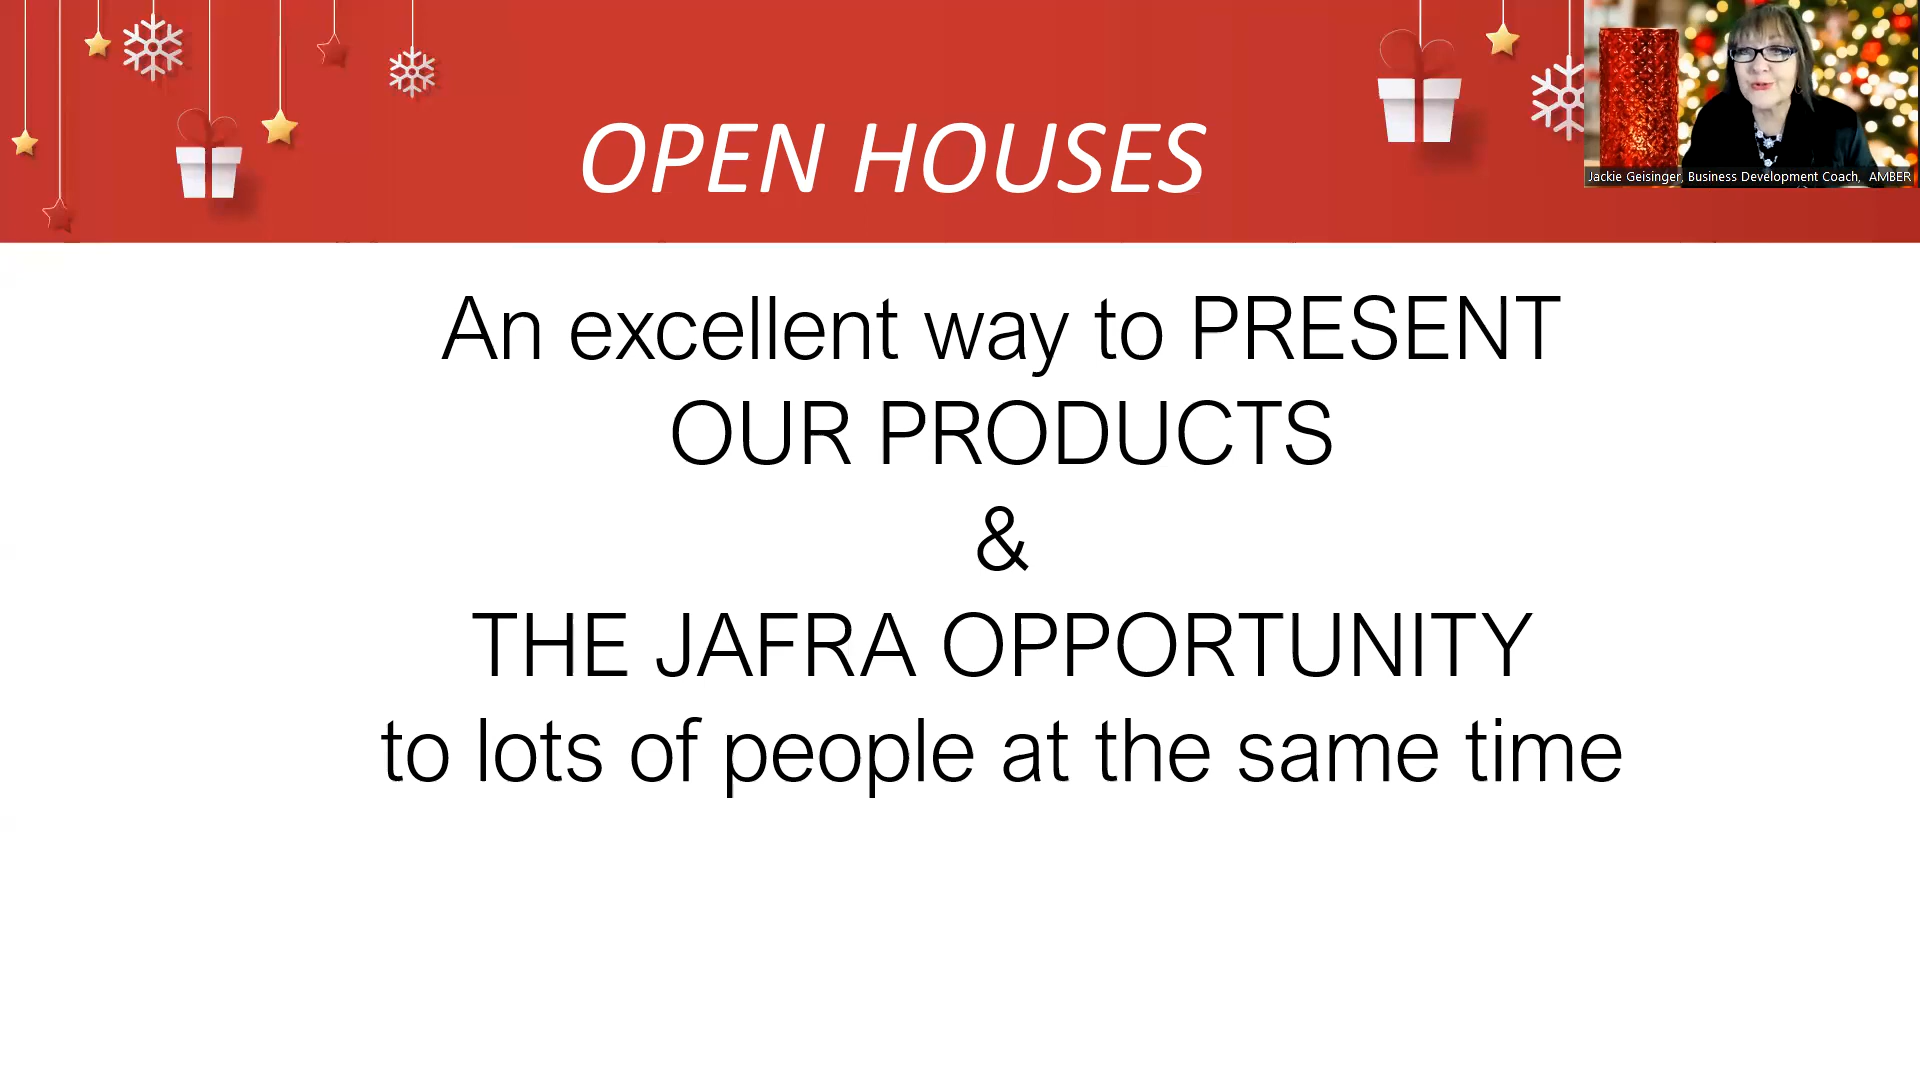 OPEN HOUSES
Jackie Geisinger, Business Development Coach, AMBER
An excellent way to PRESENT
OUR PRODUCTS
&
THE JAFRA OPPORTUNITY
to lots of people at the same time